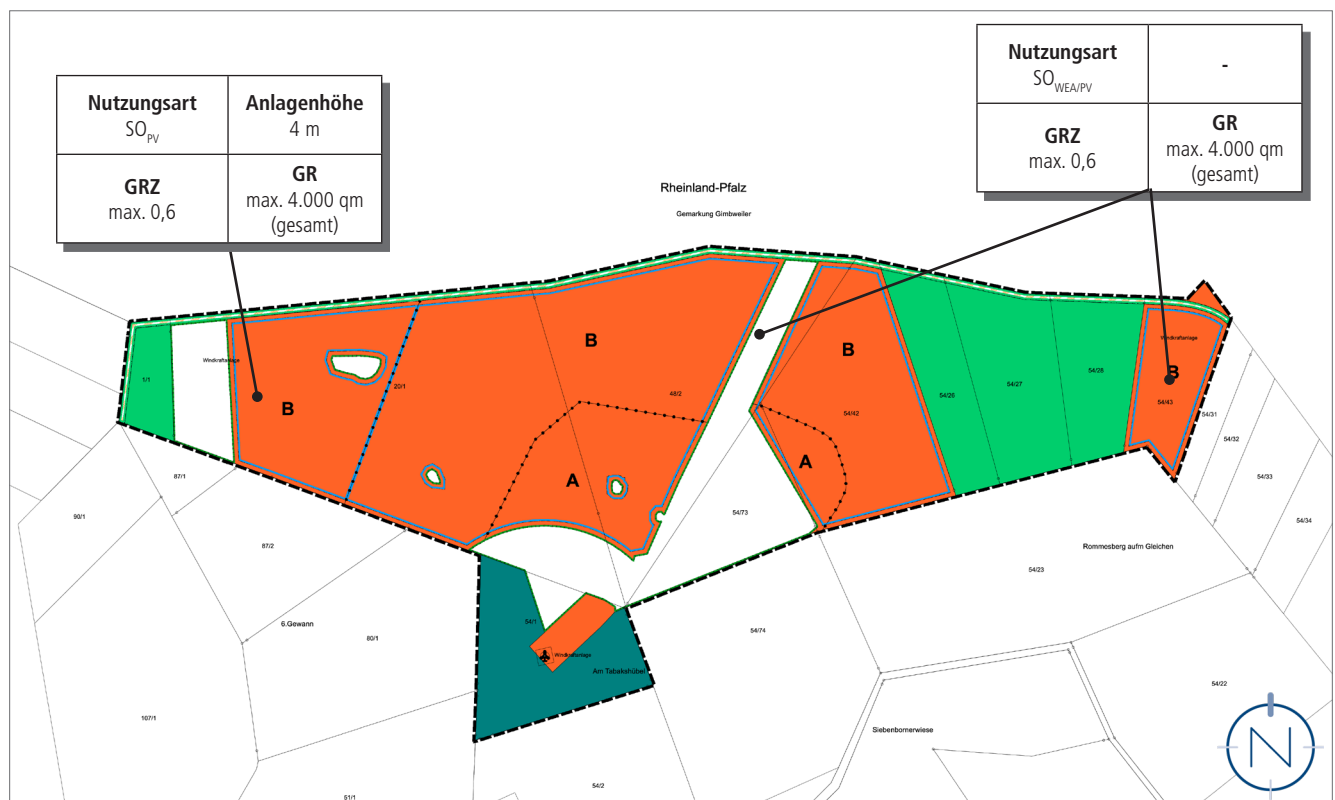 Nutzungsart
SO WEA/PV
-
GRZ
max. 0,6
GR
max. 4.000 qm
(gesamt)
Nutzungsart
SO PV
Anlagenhöhe
4 m
GRZ
max. 0,6
GR
max. 4.000 qm
(gesamt)
Rheinland-Pfalz
Gemarkung Gimbweiler
B
B
Windkraftanlage
Windkraftanlage
1/1
20/1
48/2
54/26
54/27
54/28
B
54/43
B
54/42
54/31
54/32
A
A
87/1
54/33
90/1
54/73
54/34
87/2
Rommesberg aufm Gleichen
54/23
6.Gewann
80/1
54/1
54/74
Windkraftanlage
Am Tabakshübel
54/22
107/1
Siebenbornerwiese
N
54/2
51/1